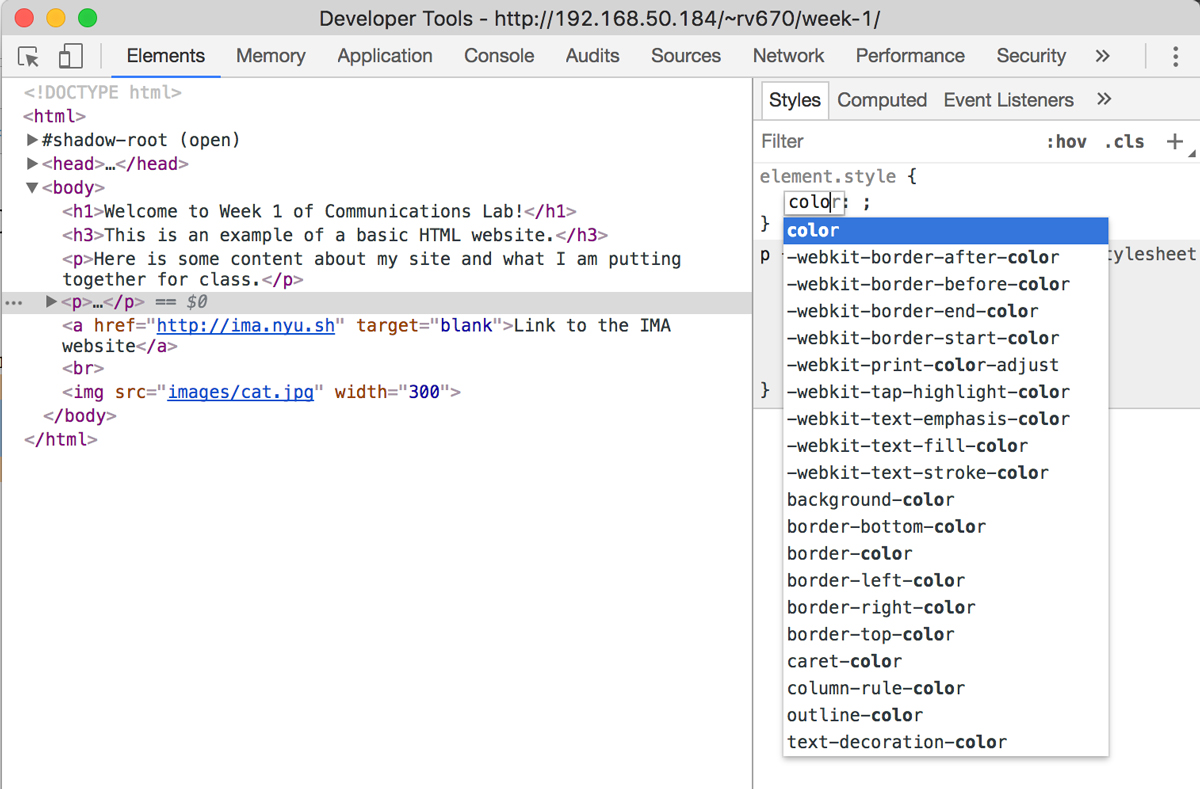 Developer Tools - http://192.168.50.184/~rv670/week-1/
Elements Memory Application Console Audits Sources Network Performance Security »
<!DOCTYPE html>
<html>
▶#shadow-root (open)
▶<head>…</head>
▼<body>
<h1>Welcome to Week 1 of Communications Lab!</h1>
<h3>This is an example of a basic HTML website.</h3>
<p>Here is some content about my site and what I am putting
together for class.</p>
… ▶<p>…</p> == $0
<a href="http://ima.nyu.sh" target="blank">Link to the IMA
website</a>
<br>
<img src="images/cat.jpg" width="300">
</body>
</html>
Styles Computed Event Listeners »
Filter :hov .cls +
element.style {
color: ;
}
p
tylesheet
}
color
-webkit-border-after-color
-webkit-border-before-color
-webkit-border-end-color
-webkit-border-start-color
-webkit-print-color-adjust
-webkit-tap-highlight-color
-webkit-text-emphasis-color
-webkit-text-fill-color
-webkit-text-stroke-color
background-color
border-bottom-color
border-color
border-left-color
border-right-color
border-top-color
caret-color
column-rule-color
outline-color
text-decoration-color